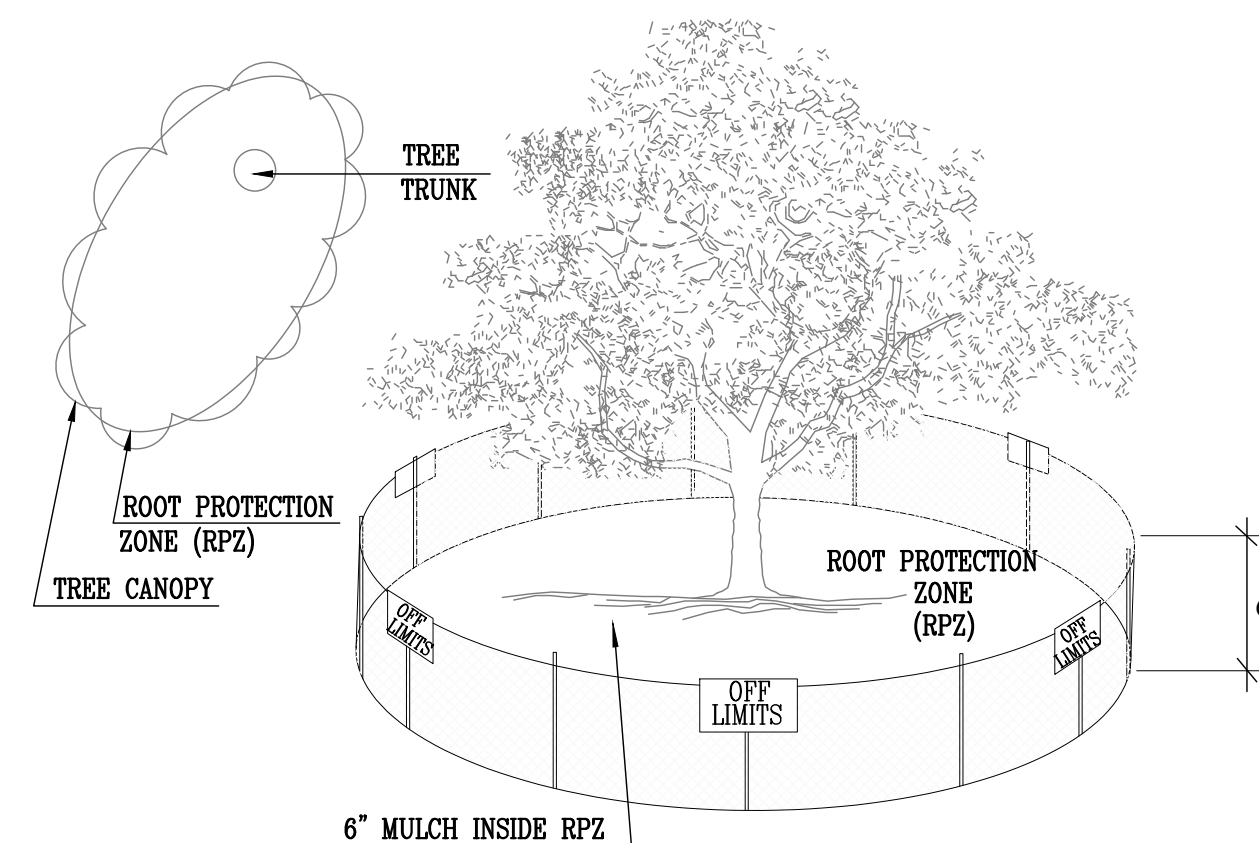 TREE
TRUNK
ROOT PROTECTION
ZONE (RPZ)
TREE CANOPY
ROOT PROTECTION
ZONE
(RPZ)
OFF
LIMITS
OFF
LIMITS
OFF
LIMITS
6” MULCH INSIDE RPZ